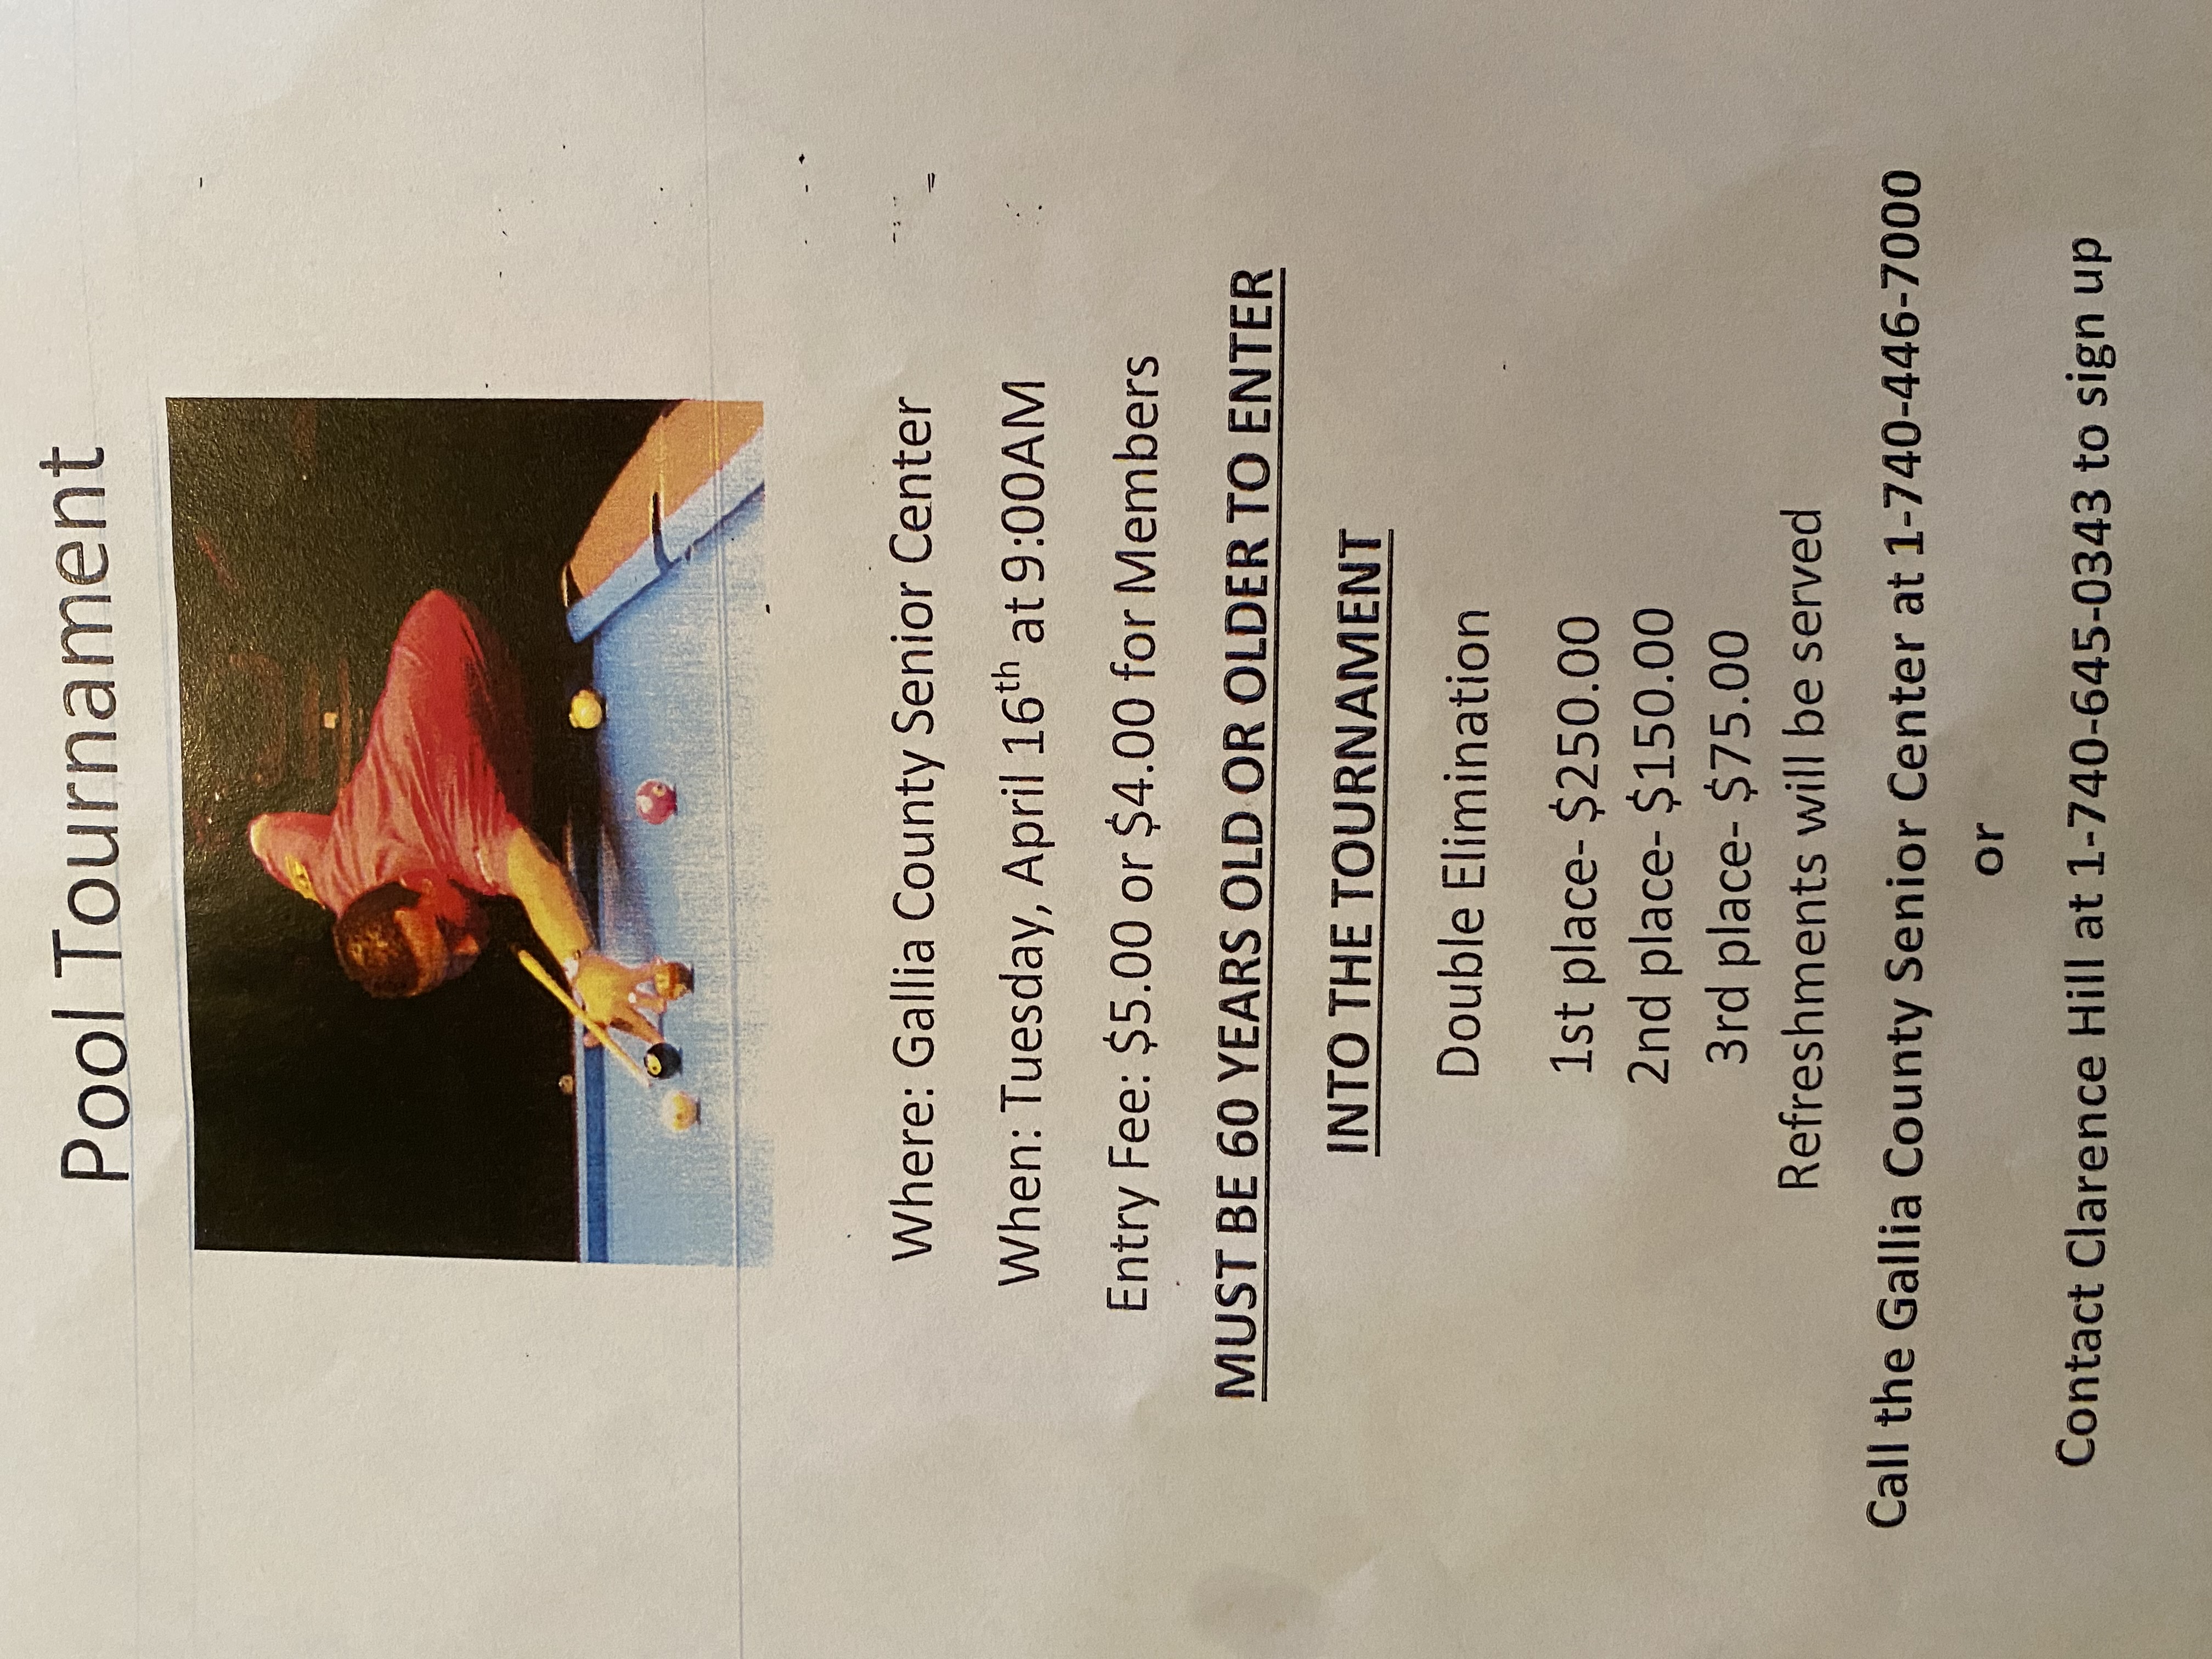 Pool Tournament
Where: Gallia County Senior Center
When: Tuesday, April 16th at 9:00AM
Entry Fee: $5.00 or $4.00 for Members
MUST BE 60 YEARS OLD OR OLDER TO ENTER
INTO THE TOURNAMENT
Double Elimination
1st place- $250.00
2nd place- $150.00
3rd place- $75.00
Refreshments will be served
Call the Gallia County Senior Center at 1-740-446-7000
or
Contact Clarence Hill at 1-740-645-0343 to sign up